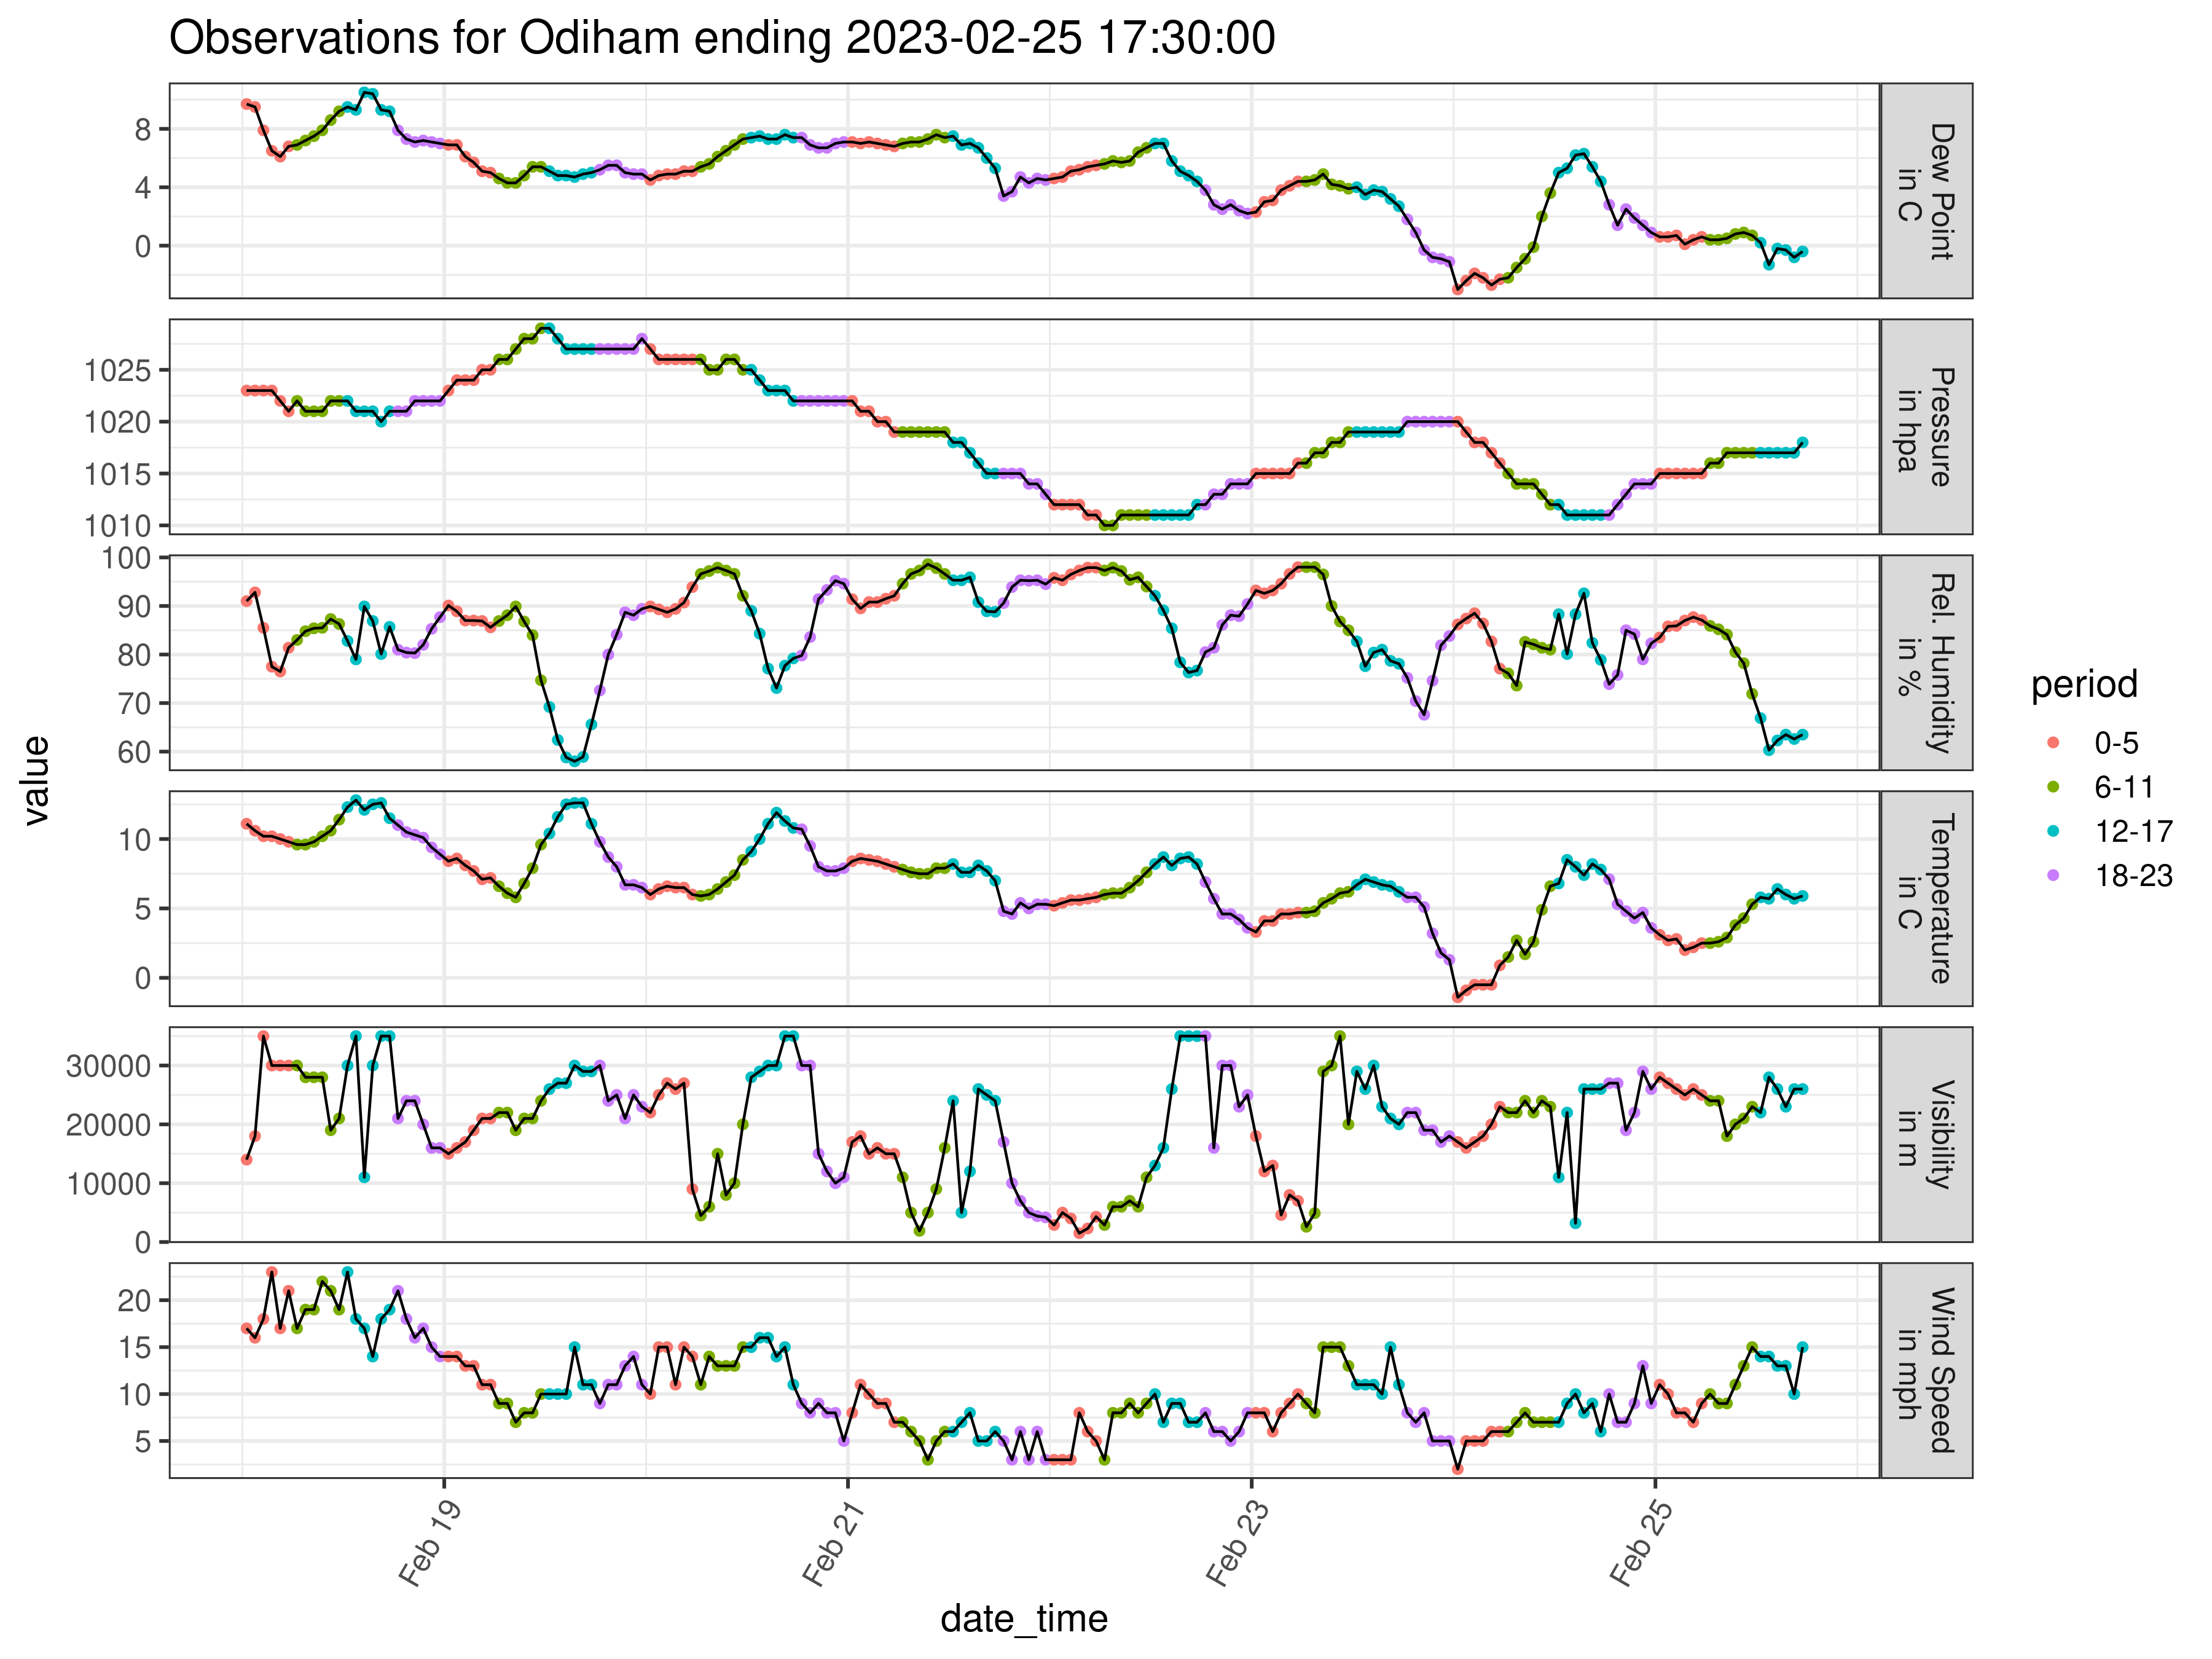 Observations for Odiham ending 2023-02-25 17:30:00
8
4
0
Dew Point
in C
1025
1020
1015
1010
Pressure
in hpa
100
90
80
70
60
Rel. Humidity
in %
10
5
0
Temperature
in C
30000
20000
10000
0
Visibility
in m
20
15
10
5
Wind Speed
in mph
value
Feb 19
Feb 21
Feb 23
Feb 25
date_time
period
0-5
6-11
12-17
18-23